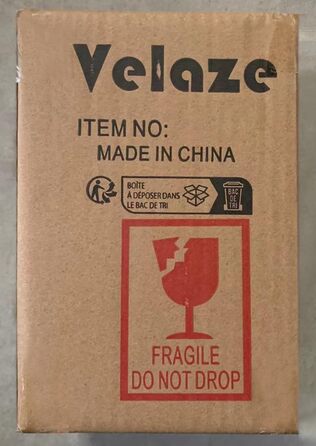 Velaze
ITEM NO:
MADE IN CHINA
BOÎTE
À DÉPOSER DANS
LE BAC DE TRI
BAC
DE
TRI
FRAGILE
DO NOT DROP